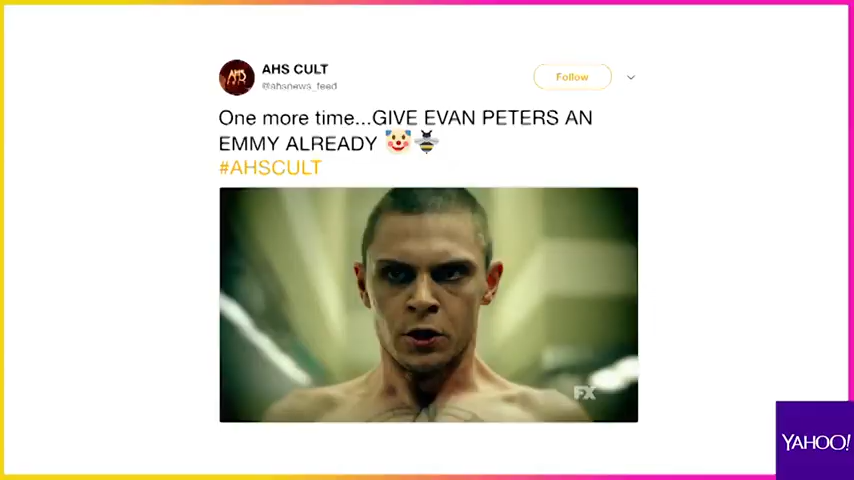 AHS CULT
@ahsnews_feed
Follow
One more time...GIVE EVAN PETERS AN
EMMY ALREADY 🤡🐝
#AHSCULT
FX
YAHOO!